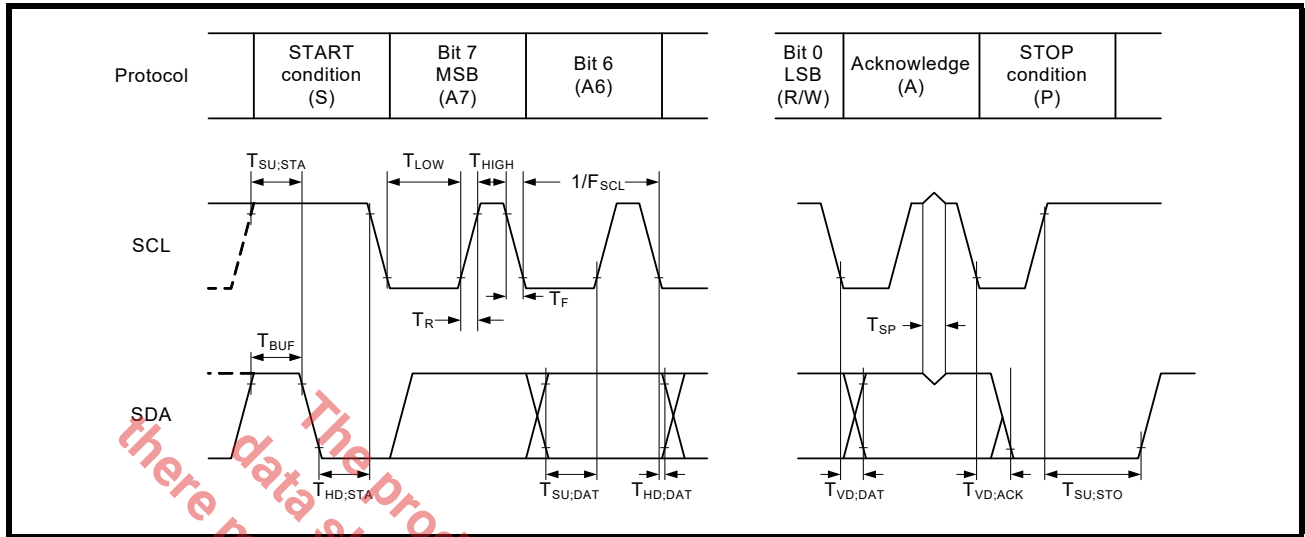 Protocol
START
condition
(S)
Bit 7
MSB
(A7)
Bit 6
(A6)
Bit 0
LSB
(R/W)
Acknowledge
(A)
STOP
condition
(P)
TSU;STA
TLOW
THIGH
1/FSCL
SCL
TR
TF
TSP
TBUF
SDA
THD;STA
TSU;DAT
THD;DAT
TVD;DAT
TVD;ACK
TSU;STO
The
data
there